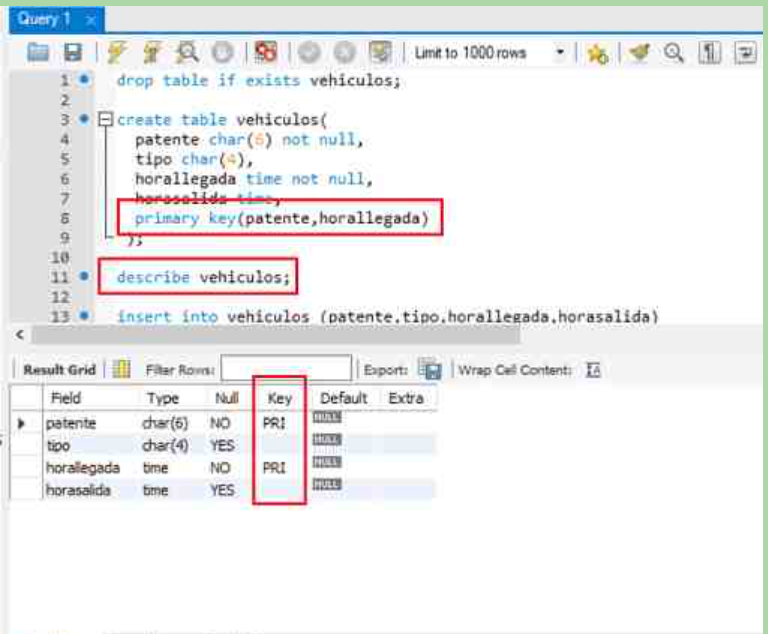 Query 1
Limit to 1000 rows
1 drop table if exists vehiculos;
2
3 create table vehiculos(
4 patente char(6) not null,
5 tipo char(4),
6 horallegada time not null,
7 horasalida time,
8 primary key(patente,horallegada)
9 );
10
11 describe vehiculos;
12
13 insert into vehiculos (patente,tipo,horallegada,horasalida)
Result Grid Filter Rows: Export: Wrap Cell Content:
Field Type Null Key Default Extra
patente char(6) NO PRI NULL
tipo char(4) YES NULL
horallegada time NO PRI NULL
horasalida time YES NULL